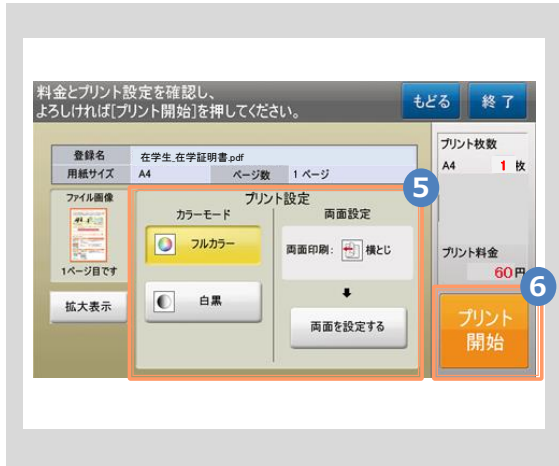 料金とプリント設定を確認し、
よろしければ[プリント開始]を押してください。
もどる
終了
登録名 在学生_在学証明書.pdf
用紙サイズ A4 ページ数 1 ページ
プリント枚数
A4 1 枚
プリント料金
60円
ファイル画像
1ページ目です
拡大表示
5
プリント設定
カラーモード
フルカラー
白黒
両面設定
両面印刷: 横とじ
両面を設定する
6
プリント
開始